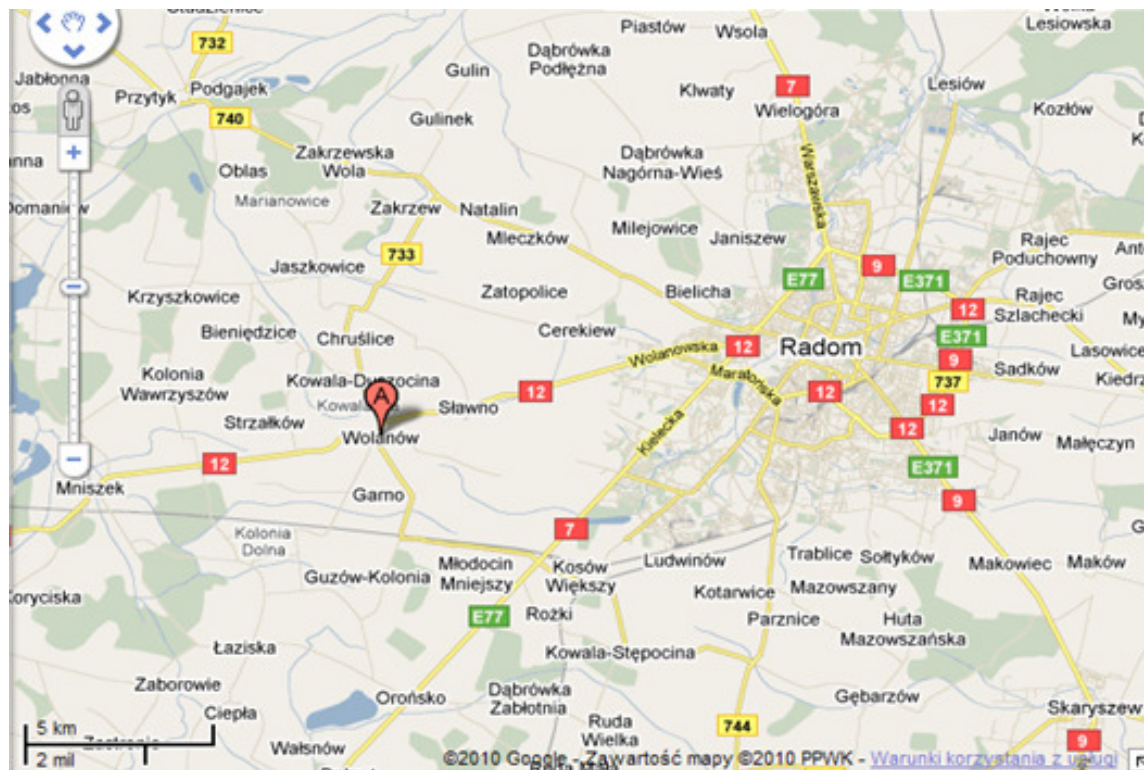 Piastów
Wsola
Lesiowska
732
Dąbrówka
Podłężna
Gulin
Jabłonna
Przytyk
Podgajek
Klwaty
7
Wielogóra
Lesiów
Kozłów
740
Gulinek
Zakrzewska
Wola
Oblas
Marianowice
Dąbrówka
Nagórna-Wieś
Warszawska
Zakrzew
Natalin
Mleczków
Milejowice
Janiszew
Rajec
Poduchowny
733
Jaszkowice
Zatopolice
Bielicha
E77
9
E371
Krzyszkowice
Rajec
Szlachecki
12
Bieniędzice
Chruślice
Cerekiew
Wolanowska
12
Radom
E371
9
Lasowice
Kolonia
Wawrzyszów
Kowala-Duszocina
Maratońska
737
Sadków
A
12
Sławno
12
12
Strzałków
Wolanów
Kielecka
12
Janów
Małęczyn
12
Mniszek
Garno
E371
9
Kolonia
Dolna
7
Guzów-Kolonia
Młodocin
Mniejszy
Kosów
Większy
Ludwinów
Trablice
Sołtyków
Makowiec
Maków
Koryciska
Kotarwice
Mazowszany
E77
Rożki
Parznice
Huta
Mazowszańska
Łaziska
Kowala-Stępocina
Zaborowie
Ciepła
Orońsko
Dąbrówka
Zabłotnia
Gębarzów
Skaryszew
5 km
2 mil
Wałsnów
Ruda
Wielka
744
9
©2010 Google - Zawartość mapy ©2010 PPWK - Warunki korzystania z usługi